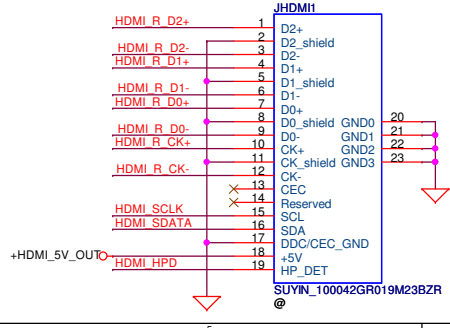 JHDMI1
HDMI_R_D2+ 1 D2+
2 D2_shield
HDMI_R_D2- 3 D2-
HDMI_R_D1+ 4 D1+
5 D1_shield
HDMI_R_D1- 6 D1-
HDMI_R_D0+ 7 D0+
8 D0_shield GND0 20
HDMI_R_D0- 9 D0- GND1 21
HDMI_R_CK+ 10 CK+ GND2 22
11 CK_shield GND3 23
HDMI_R_CK- 12 CK-
13 CEC
14 Reserved
HDMI_SCLK 15 SCL
HDMI_SDATA 16 SDA
17 DDC/CEC_GND
+HDMI_5V_OUT 18 +5V
HDMI_HPD 19 HP_DET
SUYIN_100042GR019M23BZR
@